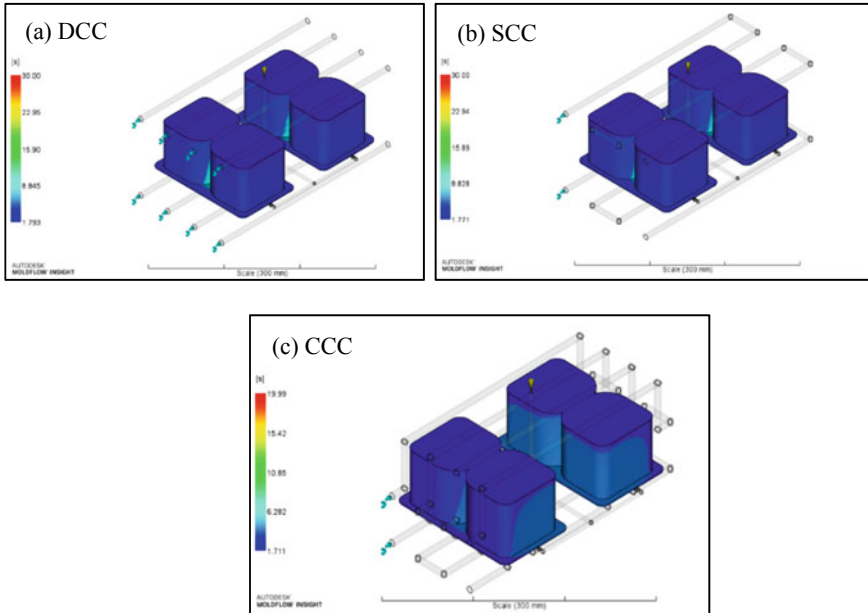 (a) DCC
[s]
30.00
22.95
15.90
8.845
1.793
AUTODESK
MOLDFLOW INSIGHT
Scale (300 mm)
(b) SCC
[s]
30.00
22.94
15.89
8.828
1.771
AUTODESK
MOLDFLOW INSIGHT
Scale (300 mm)
(c) CCC
[s]
19.99
15.42
10.85
6.282
1.711
AUTODESK
MOLDFLOW INSIGHT
Scale (300 mm)